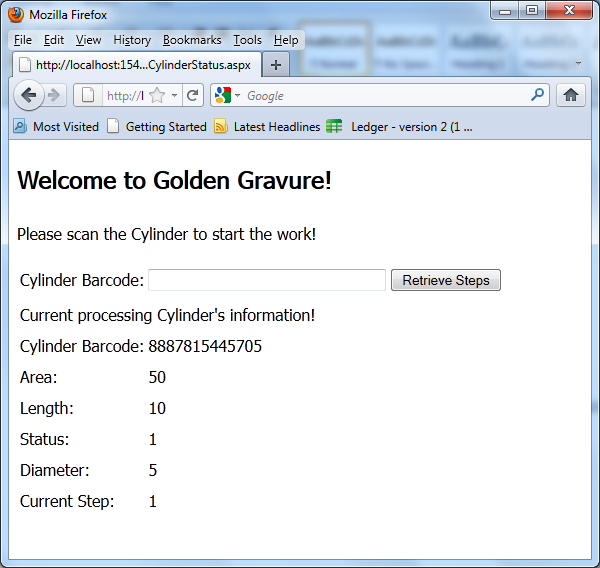 Mozilla Firefox
File Edit View History Bookmarks Tools Help
http://localhost:154...CylinderStatus.aspx
http://l Google
Most Visited Getting Started Latest Headlines Ledger - version 2 (1 ...
Welcome to Golden Gravure!
Please scan the Cylinder to start the work!
Cylinder Barcode: Retrieve Steps
Current processing Cylinder's information!
Cylinder Barcode: 8887815445705
Area: 50
Length: 10
Status: 1
Diameter: 5
Current Step: 1